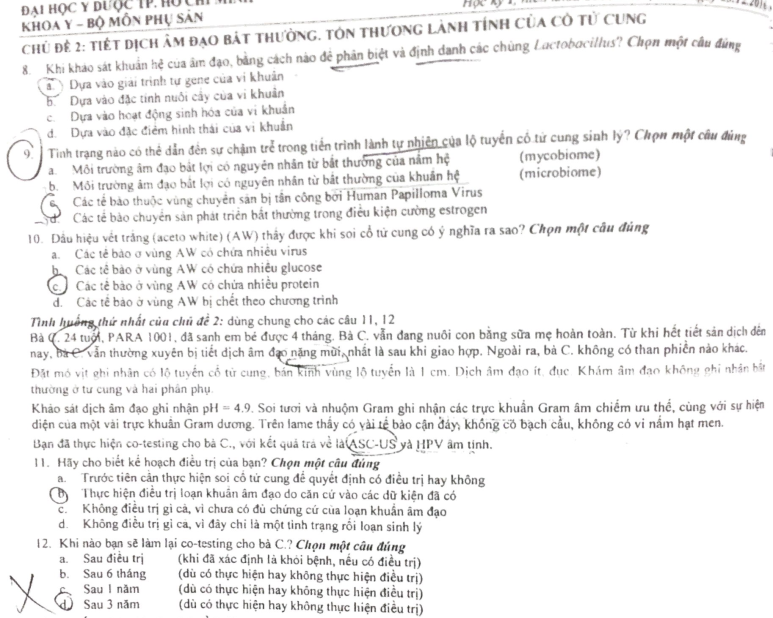 ĐẠI HỌC Y DƯỢC TP. HỒ CHÍ MINH
KHOA Y – BỘ MÔN PHỤ SẢN
CHỦ ĐỀ 2: TIẾT DỊCH ÂM ĐẠO BẤT THƯỜNG. TỔN THƯƠNG LÀNH TÍNH CỦA CỔ TỬ CUNG
8. Khi khảo sát khuẩn hệ của âm đạo, bằng cách nào để phân biệt và định danh các chủng Lactobacillus? Chọn một câu đúng
a. Dựa vào giải trình tự gene của vi khuẩn
b. Dựa vào đặc tính nuôi cấy của vi khuẩn
c. Dựa vào hoạt động sinh hóa của vi khuẩn
d. Dựa vào đặc điểm hình thái của vi khuẩn
9. Tình trạng nào có thể dẫn đến sự chậm trễ trong tiến trình lành tự nhiên của lộ tuyến cổ tử cung sinh lý? Chọn một câu đúng
a. Môi trường âm đạo bất lợi có nguyên nhân từ bất thường của nấm hệ (mycobiome)
b. Môi trường âm đạo bất lợi có nguyên nhân từ bất thường của khuẩn hệ (microbiome)
c. Các tế bào thuộc vùng chuyển sản bị tấn công bởi Human Papilloma Virus
d. Các tế bào chuyển sản phát triển bất thường trong điều kiện cường estrogen
10. Dấu hiệu vết trắng (aceto white) (AW) thấy được khi soi cổ tử cung có ý nghĩa ra sao? Chọn một câu đúng
a. Các tế bào ở vùng AW có chứa nhiều virus
b. Các tế bào ở vùng AW có chứa nhiều glucose
c. Các tế bào ở vùng AW có chứa nhiều protein
d. Các tế bào ở vùng AW bị chết theo chương trình
Tình huống thứ nhất của chủ đề 2: dùng chung cho các câu 11, 12
Bà C. 24 tuổi, PARA 1001, đã sanh em bé được 4 tháng. Bà C. vẫn đang nuôi con bằng sữa mẹ hoàn toàn. Từ khi hết tiết sản dịch đến
nay, bà C. vẫn thường xuyên bị tiết dịch âm đạo nặng mùi, nhất là sau khi giao hợp. Ngoài ra, bà C. không có than phiền nào khác.
Đặt mỏ vịt ghi nhận có lộ tuyến cổ tử cung, bán kính vùng lộ tuyến là 1 cm. Dịch âm đạo ít, đục. Khám âm đạo không ghi nhận bất
thường ở tử cung và hai phần phụ.
Khảo sát dịch âm đạo ghi nhận pH = 4.9. Soi tươi và nhuộm Gram ghi nhận các trực khuẩn Gram âm chiếm ưu thế, cùng với sự hiện
diện của một vài trực khuẩn Gram dương. Trên lame thấy có vài tế bào cặn đáy, không có bạch cầu, không có vi nấm hạt men.
Bạn đã thực hiện co-testing cho bà C., với kết quả trả về là ASC-US và HPV âm tính.
11. Hãy cho biết kế hoạch điều trị của bạn? Chọn một câu đúng
a. Trước tiên cần thực hiện soi cổ tử cung để quyết định có điều trị hay không
b. Thực hiện điều trị loạn khuẩn âm đạo do căn cứ vào các dữ kiện đã có
c. Không điều trị gì cả, vì chưa có đủ chứng cứ của loạn khuẩn âm đạo
d. Không điều trị gì cả, vì đây chỉ là một tình trạng rối loạn sinh lý
12. Khi nào bạn sẽ làm lại co-testing cho bà C.? Chọn một câu đúng
a. Sau điều trị (khi đã xác định là khỏi bệnh, nếu có điều trị)
b. Sau 6 tháng (dù có thực hiện hay không thực hiện điều trị)
c. Sau 1 năm (dù có thực hiện hay không thực hiện điều trị)
d. Sau 3 năm (dù có thực hiện hay không thực hiện điều trị)